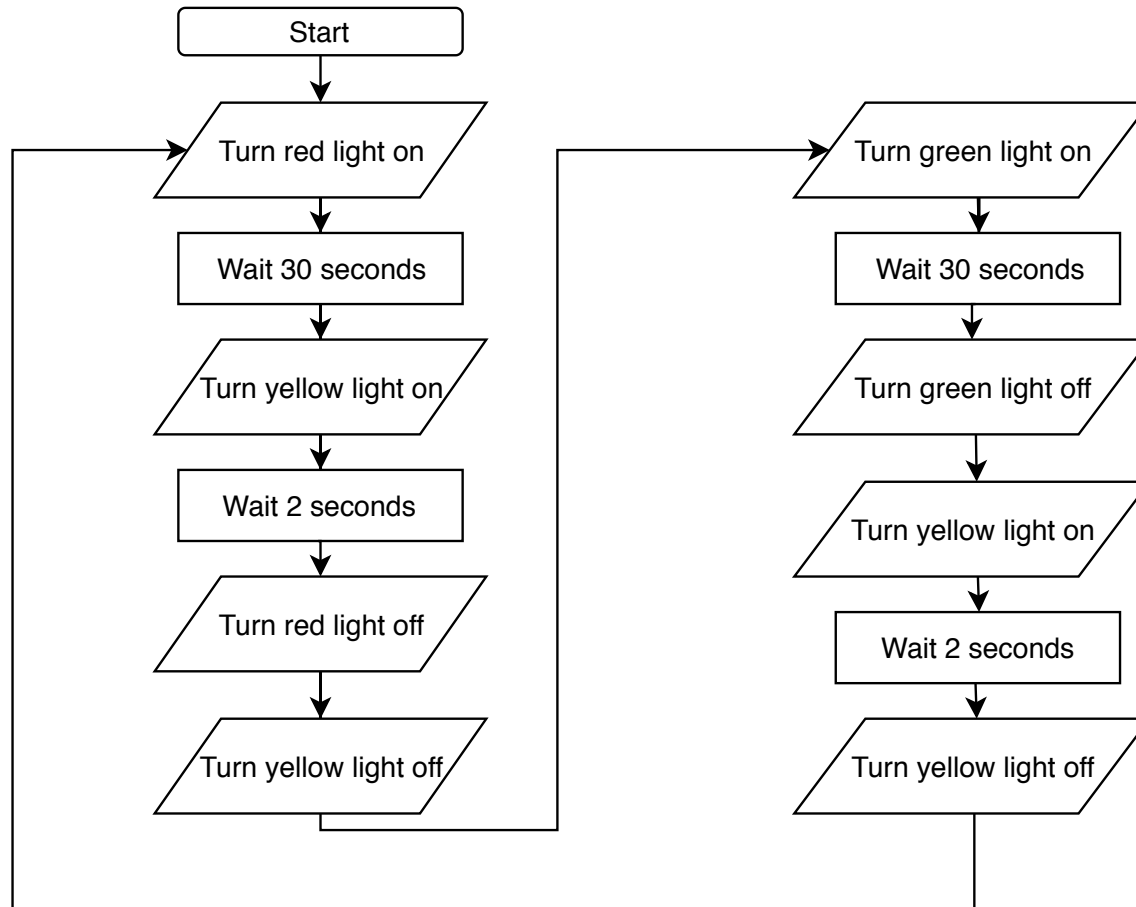 Start
Turn red light on
Wait 30 seconds
Turn yellow light on
Wait 2 seconds
Turn red light off
Turn yellow light off
Turn green light on
Wait 30 seconds
Turn green light off
Turn yellow light on
Wait 2 seconds
Turn yellow light off